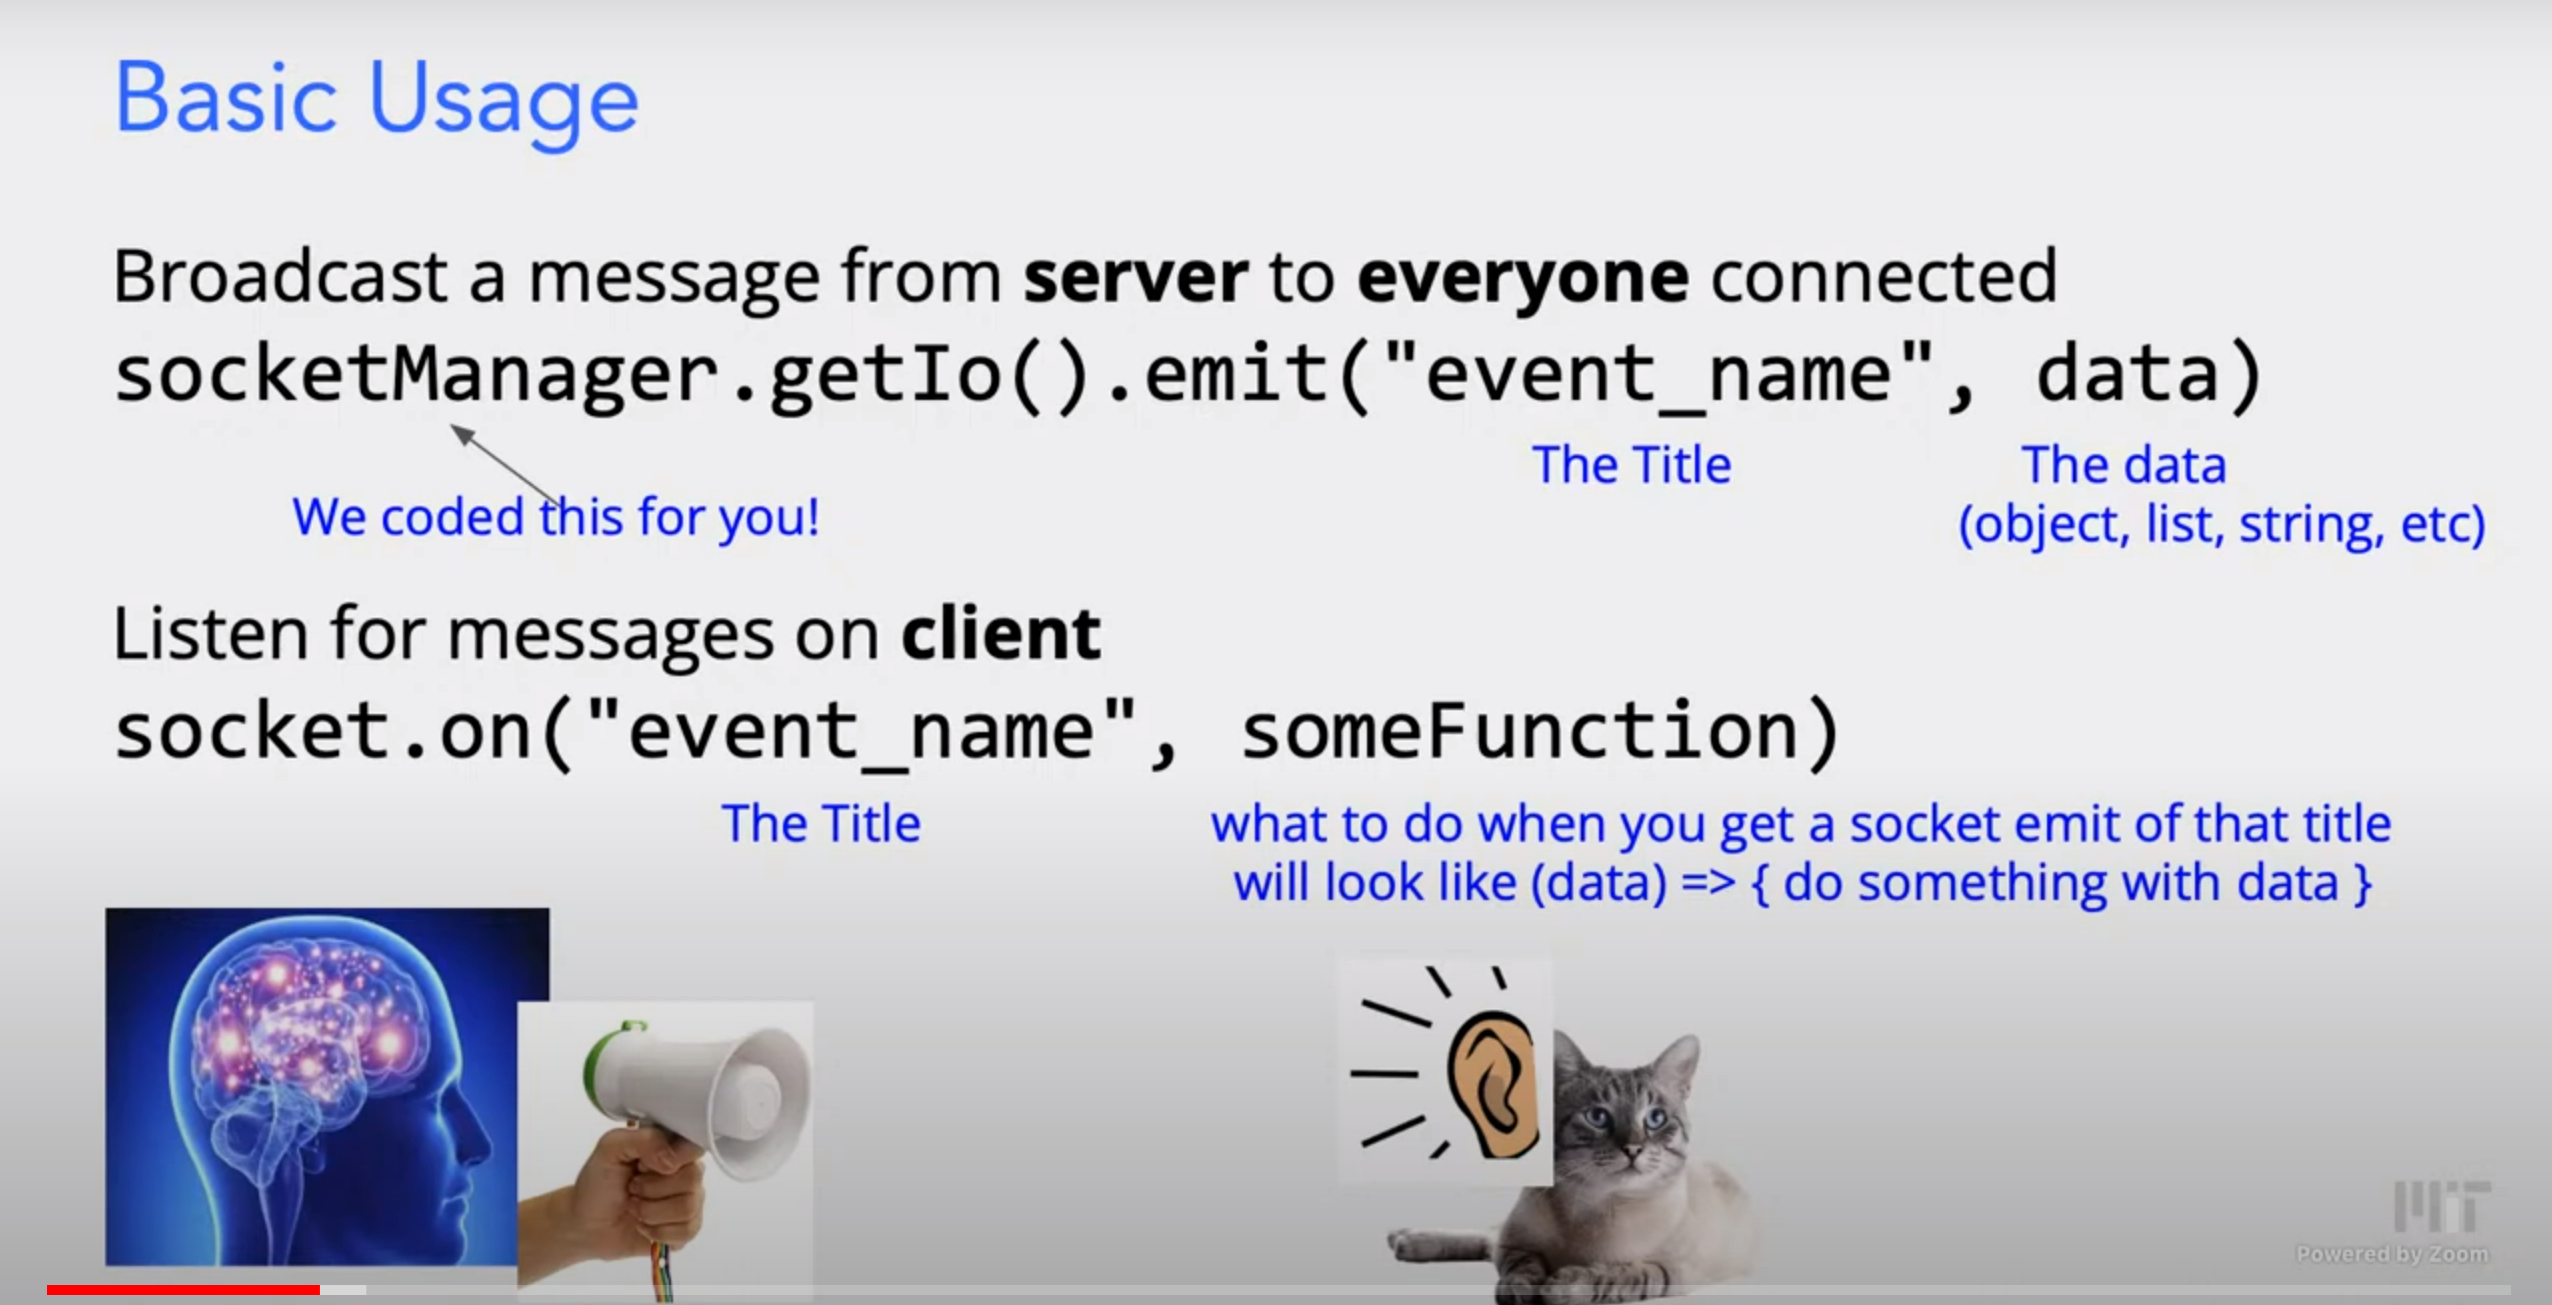 Basic Usage
Broadcast a message from server to everyone connected
socketManager.getIo().emit("event_name", data)
The Title
The data
(object, list, string, etc)
We coded this for you!
Listen for messages on client
socket.on("event_name", someFunction)
The Title
what to do when you get a socket emit of that title
will look like (data) => { do something with data }
MIT
Powered by Zoom